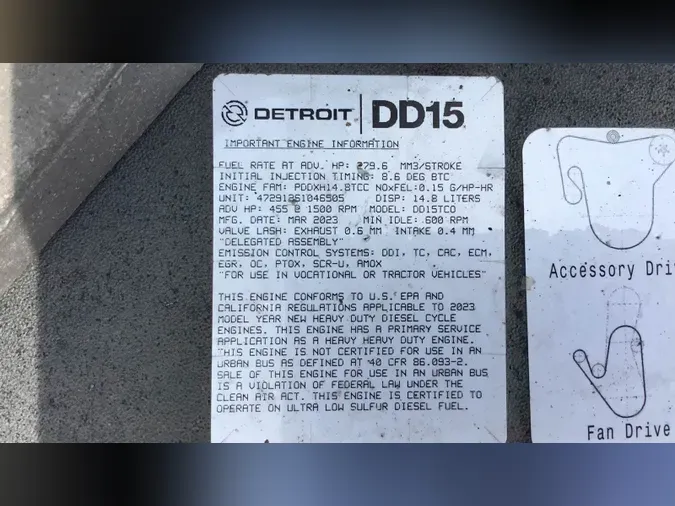 DETROIT DD15
IMPORTANT ENGINE INFORMATION
FUEL RATE AT ADV. HP: 279.6 MM3/STROKE
INITIAL INJECTION TIMING: 8.6 DEG BTC
ENGINE FAM: PDDXH14.8TCC NOXFEL:0.15 G/HP-HR
UNIT: DISP: 14.8 LITERS
ADV HP: 455 @ 1500 RPM MODEL: DD15TCO
MFG. DATE: MAR 2023 MIN IDLE: 600 RPM
VALVE LASH: EXHAUST 0.6 MM INTAKE 0.4 MM
"DELEGATED ASSEMBLY"
EMISSION CONTROL SYSTEMS: DDI, TC, CAC, ECM,
EGR, OC, PTOX, SCR-U, AMOX
"FOR USE IN VOCATIONAL OR TRACTOR VEHICLES"
THIS ENGINE CONFORMS TO U.S. EPA AND
CALIFORNIA REGULATIONS APPLICABLE TO 2023
MODEL YEAR NEW HEAVY DUTY DIESEL CYCLE
ENGINES. THIS ENGINE HAS A PRIMARY SERVICE
APPLICATION AS A HEAVY HEAVY DUTY ENGINE.
THIS ENGINE IS NOT CERTIFIED FOR USE IN AN
URBAN BUS AS DEFINED AT 40 CFR 86.093-2.
SALE OF THIS ENGINE FOR USE IN AN URBAN BUS
IS A VIOLATION OF FEDERAL LAW UNDER THE
CLEAN AIR ACT. THIS ENGINE IS CERTIFIED TO
OPERATE ON ULTRA LOW SULFUR DIESEL FUEL.
Accessory Dri
Fan Drive